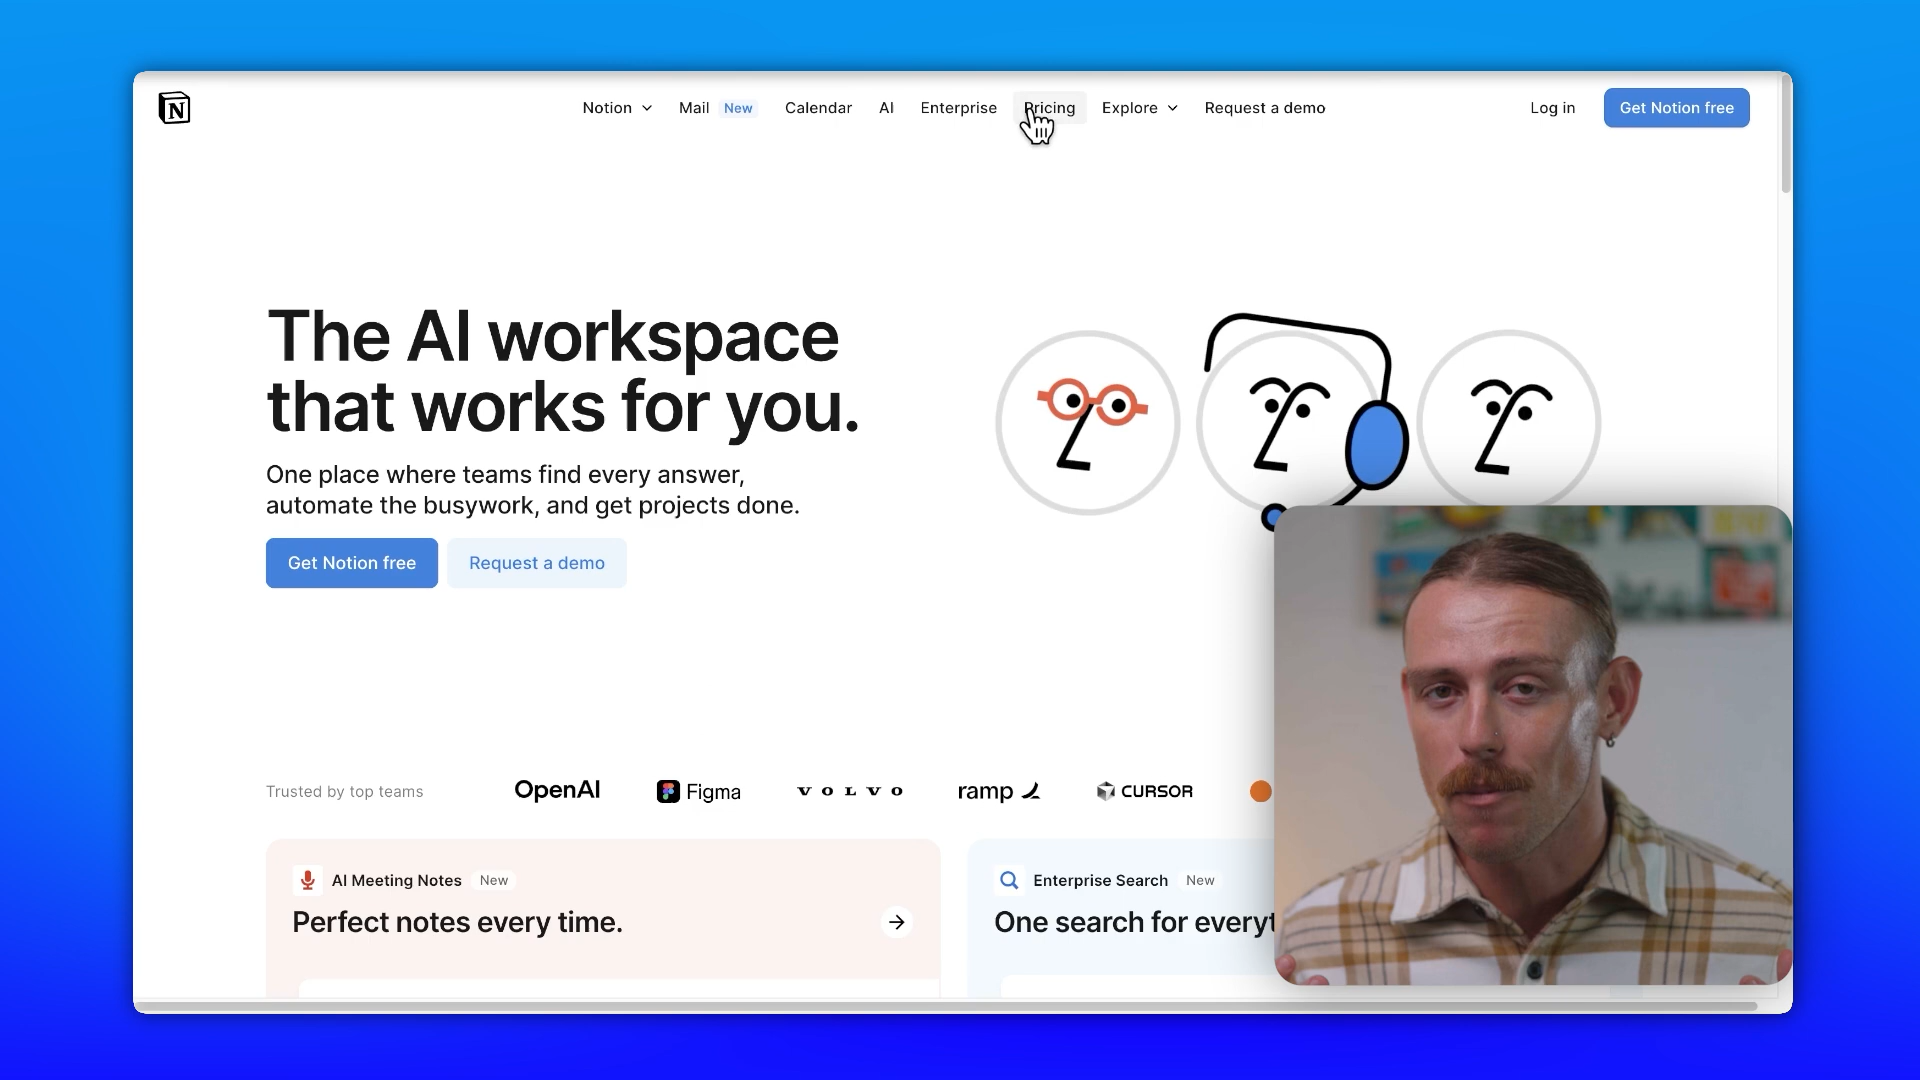 N
Notion Mail New Calendar AI Enterprise Pricing Explore Request a demo Log in Get Notion free
The AI workspace
that works for you.
One place where teams find every answer,
automate the busywork, and get projects done.
Get Notion free Request a demo
Trusted by top teams OpenAI Figma VOLVO ramp CURSOR
AI Meeting Notes New
Perfect notes every time.
Enterprise Search New
One search for everyt